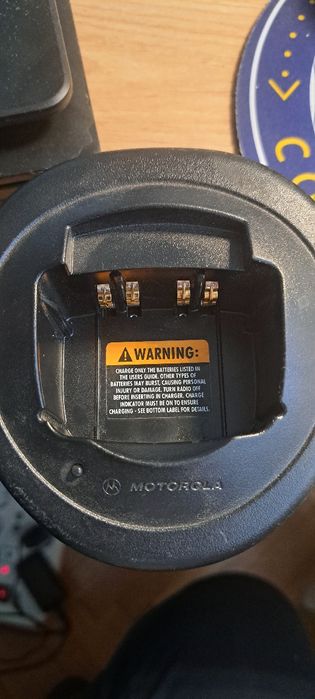 WARNING:
CHARGE ONLY THE BATTERIES LISTED IN
THE USERS GUIDE. OTHER TYPES OF
BATTERIES MAY BURST, CAUSING PERSONAL
INJURY OR DAMAGE. TURN RADIO OFF
BEFORE INSERTING IN CHARGER. CHARGE
INDICATOR MUST BE ON TO ENSURE
CHARGING - SEE BOTTOM LABEL FOR DETAILS.
MOTOROLA